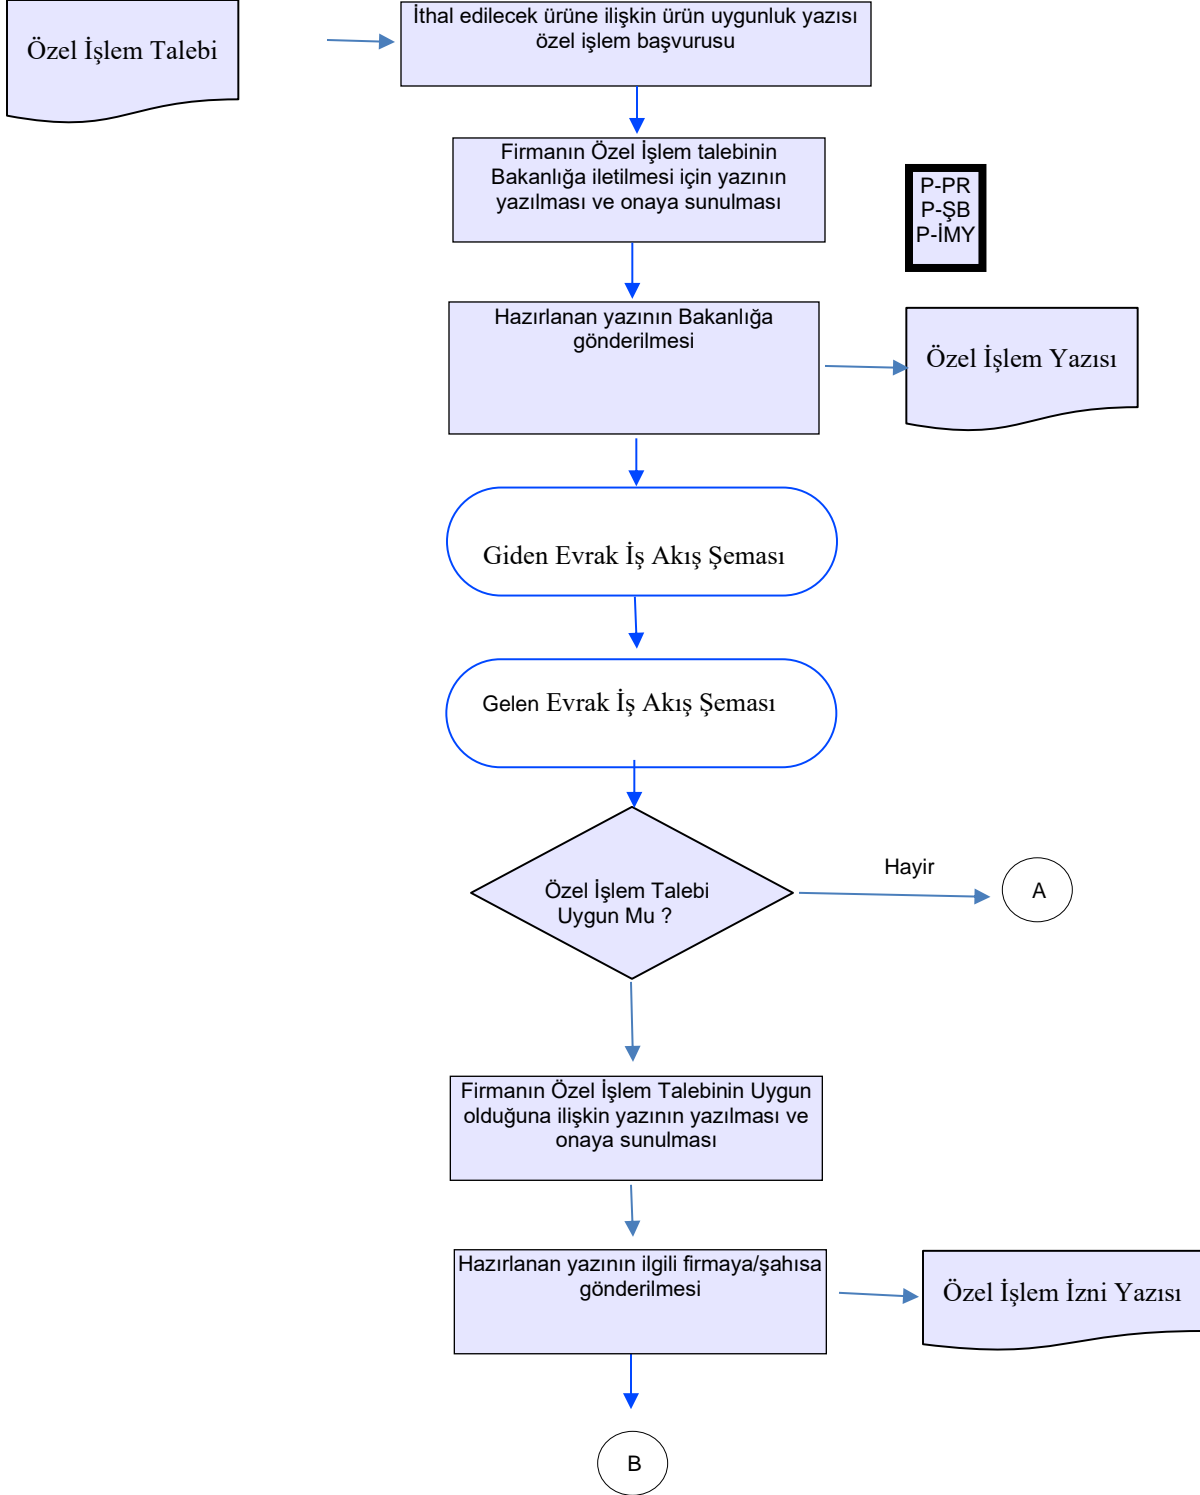 Özel İşlem Talebi
İthal edilecek ürüne ilişkin ürün uygunluk yazısı
özel işlem başvurusu
Firmanın Özel İşlem talebinin
Bakanlığa iletilmesi için yazının
yazılması ve onaya sunulması
P-PR
P-ŞB
P-İMY
Hazırlanan yazının Bakanlığa
gönderilmesi
Özel İşlem Yazısı
Giden Evrak İş Akış Şeması
Gelen Evrak İş Akış Şeması
Özel İşlem Talebi
Uygun Mu ?
Hayir
A
Firmanın Özel İşlem Talebinin Uygun
olduğuna ilişkin yazının yazılması ve
onaya sunulması
Hazırlanan yazının ilgili firmaya/şahısa
gönderilmesi
Özel İşlem İzni Yazısı
B